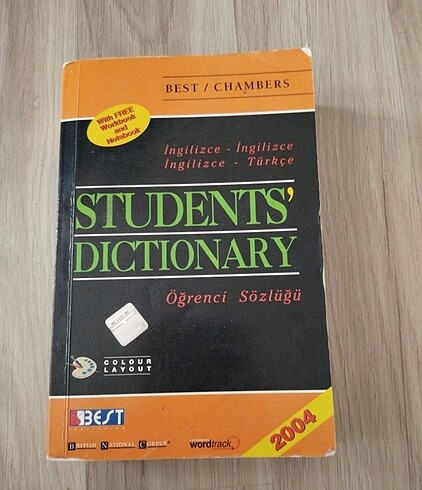 BEST / CHAMBERS
With FREE
Workbook
and
Notebook
İngilizce - İngilizce
İngilizce - Türkçe
STUDENTS'
DICTIONARY
Öğrenci Sözlüğü
COLOUR
LAYOUT
BEST
BRITISH NATIONAL CORPUS
wordtrack
2004